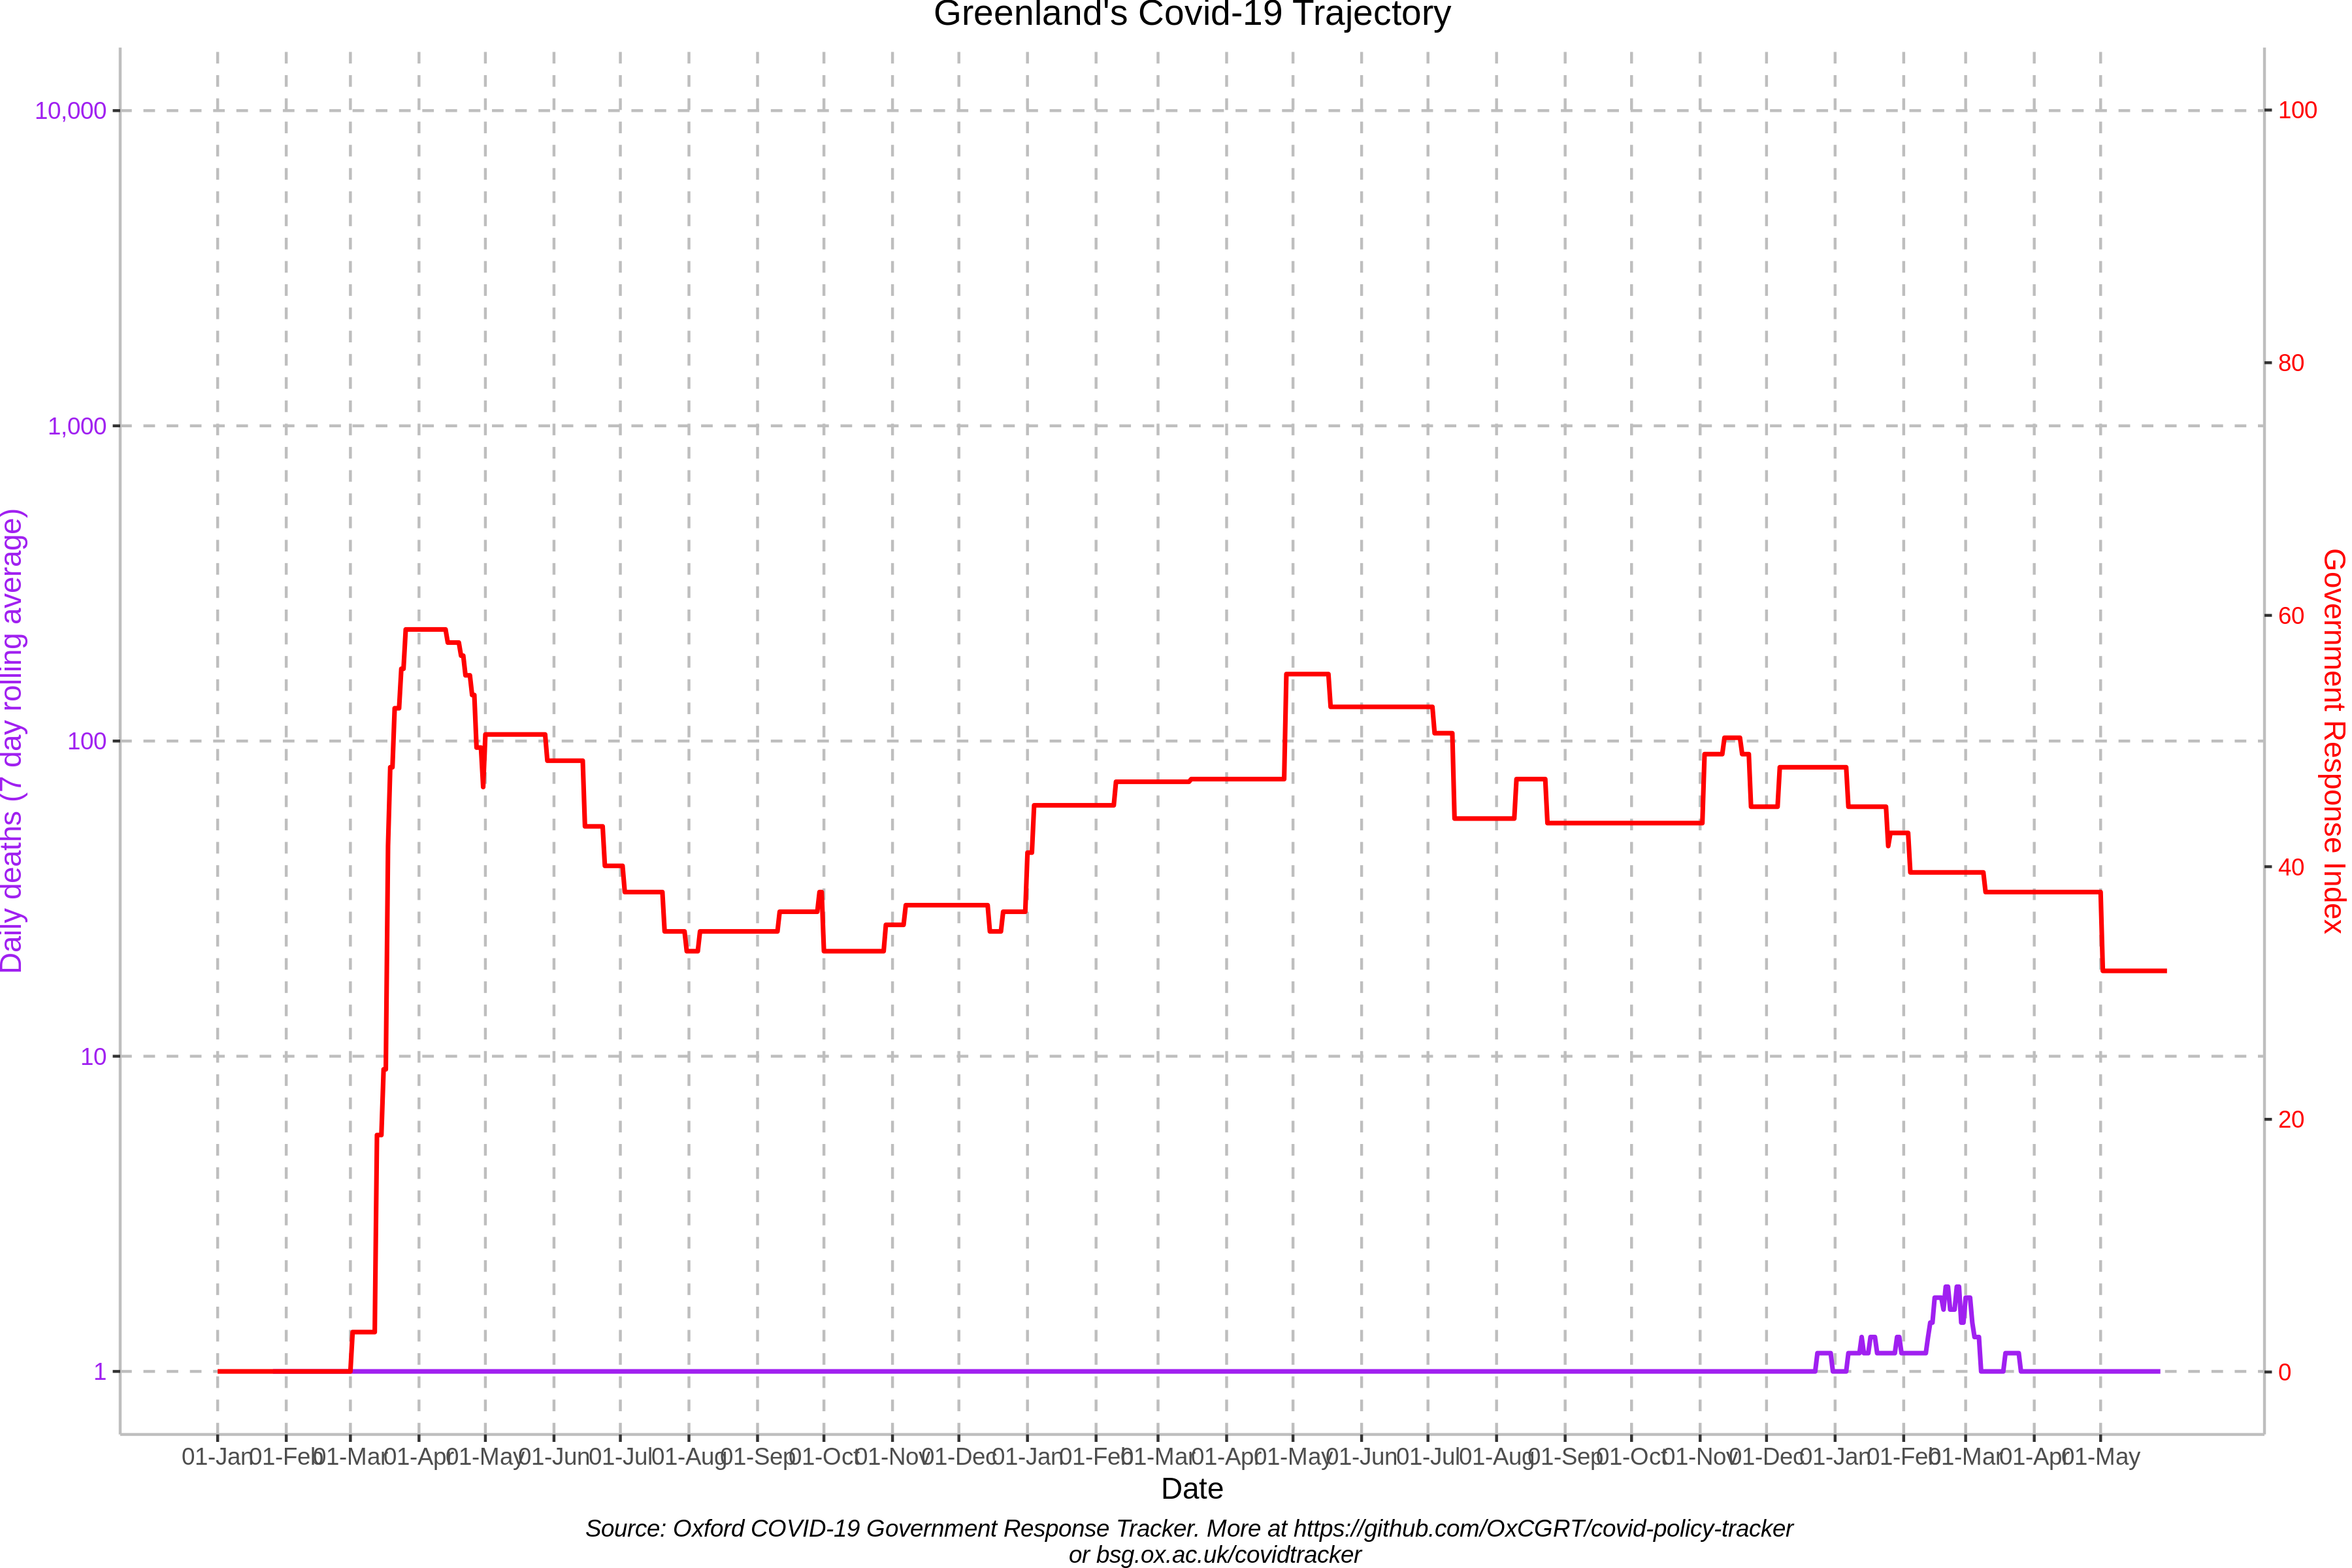 Greenland's Covid-19 Trajectory
10,000
1,000
100
10
1
Daily deaths (7 day rolling average)
100
80
60
40
20
0
Government Response Index
01-Jan 01-Feb 01-Mar 01-Apr 01-May 01-Jun 01-Jul 01-Aug 01-Sep 01-Oct 01-Nov 01-Dec 01-Jan 01-Feb 01-Mar 01-Apr 01-May 01-Jun 01-Jul 01-Aug 01-Sep 01-Oct 01-Nov 01-Dec 01-Jan 01-Feb 01-Mar 01-Apr 01-May
Date
Source: Oxford COVID-19 Government Response Tracker. More at https://github.com/OxCGRT/covid-policy-tracker
or bsg.ox.ac.uk/covidtracker